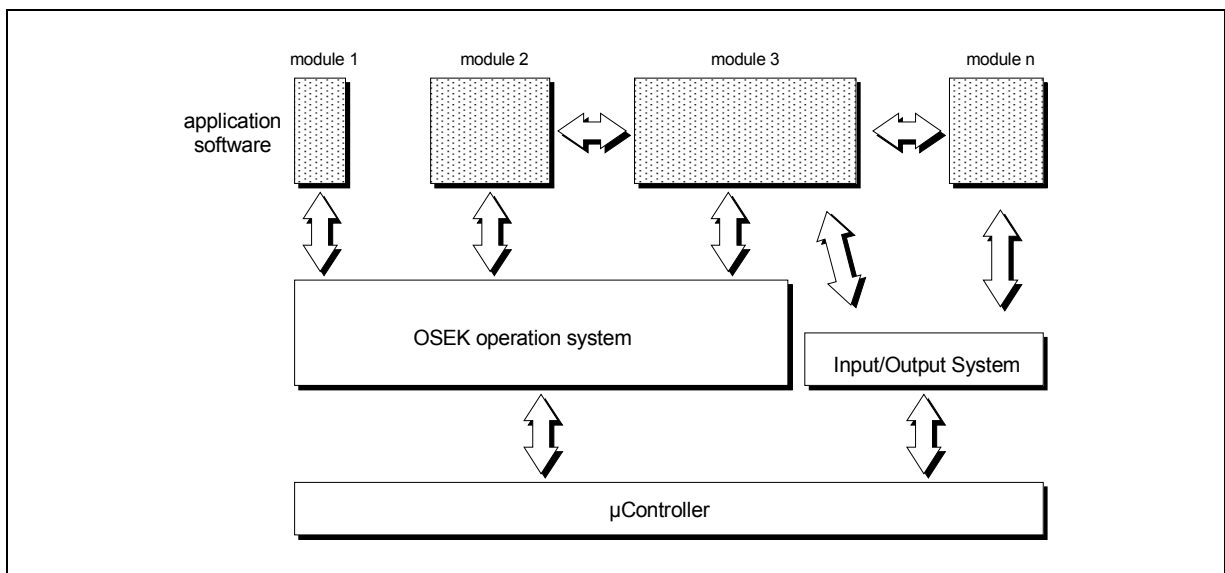 module 1
module 2
module 3
module n
application
software
OSEK operation system
Input/Output System
µController